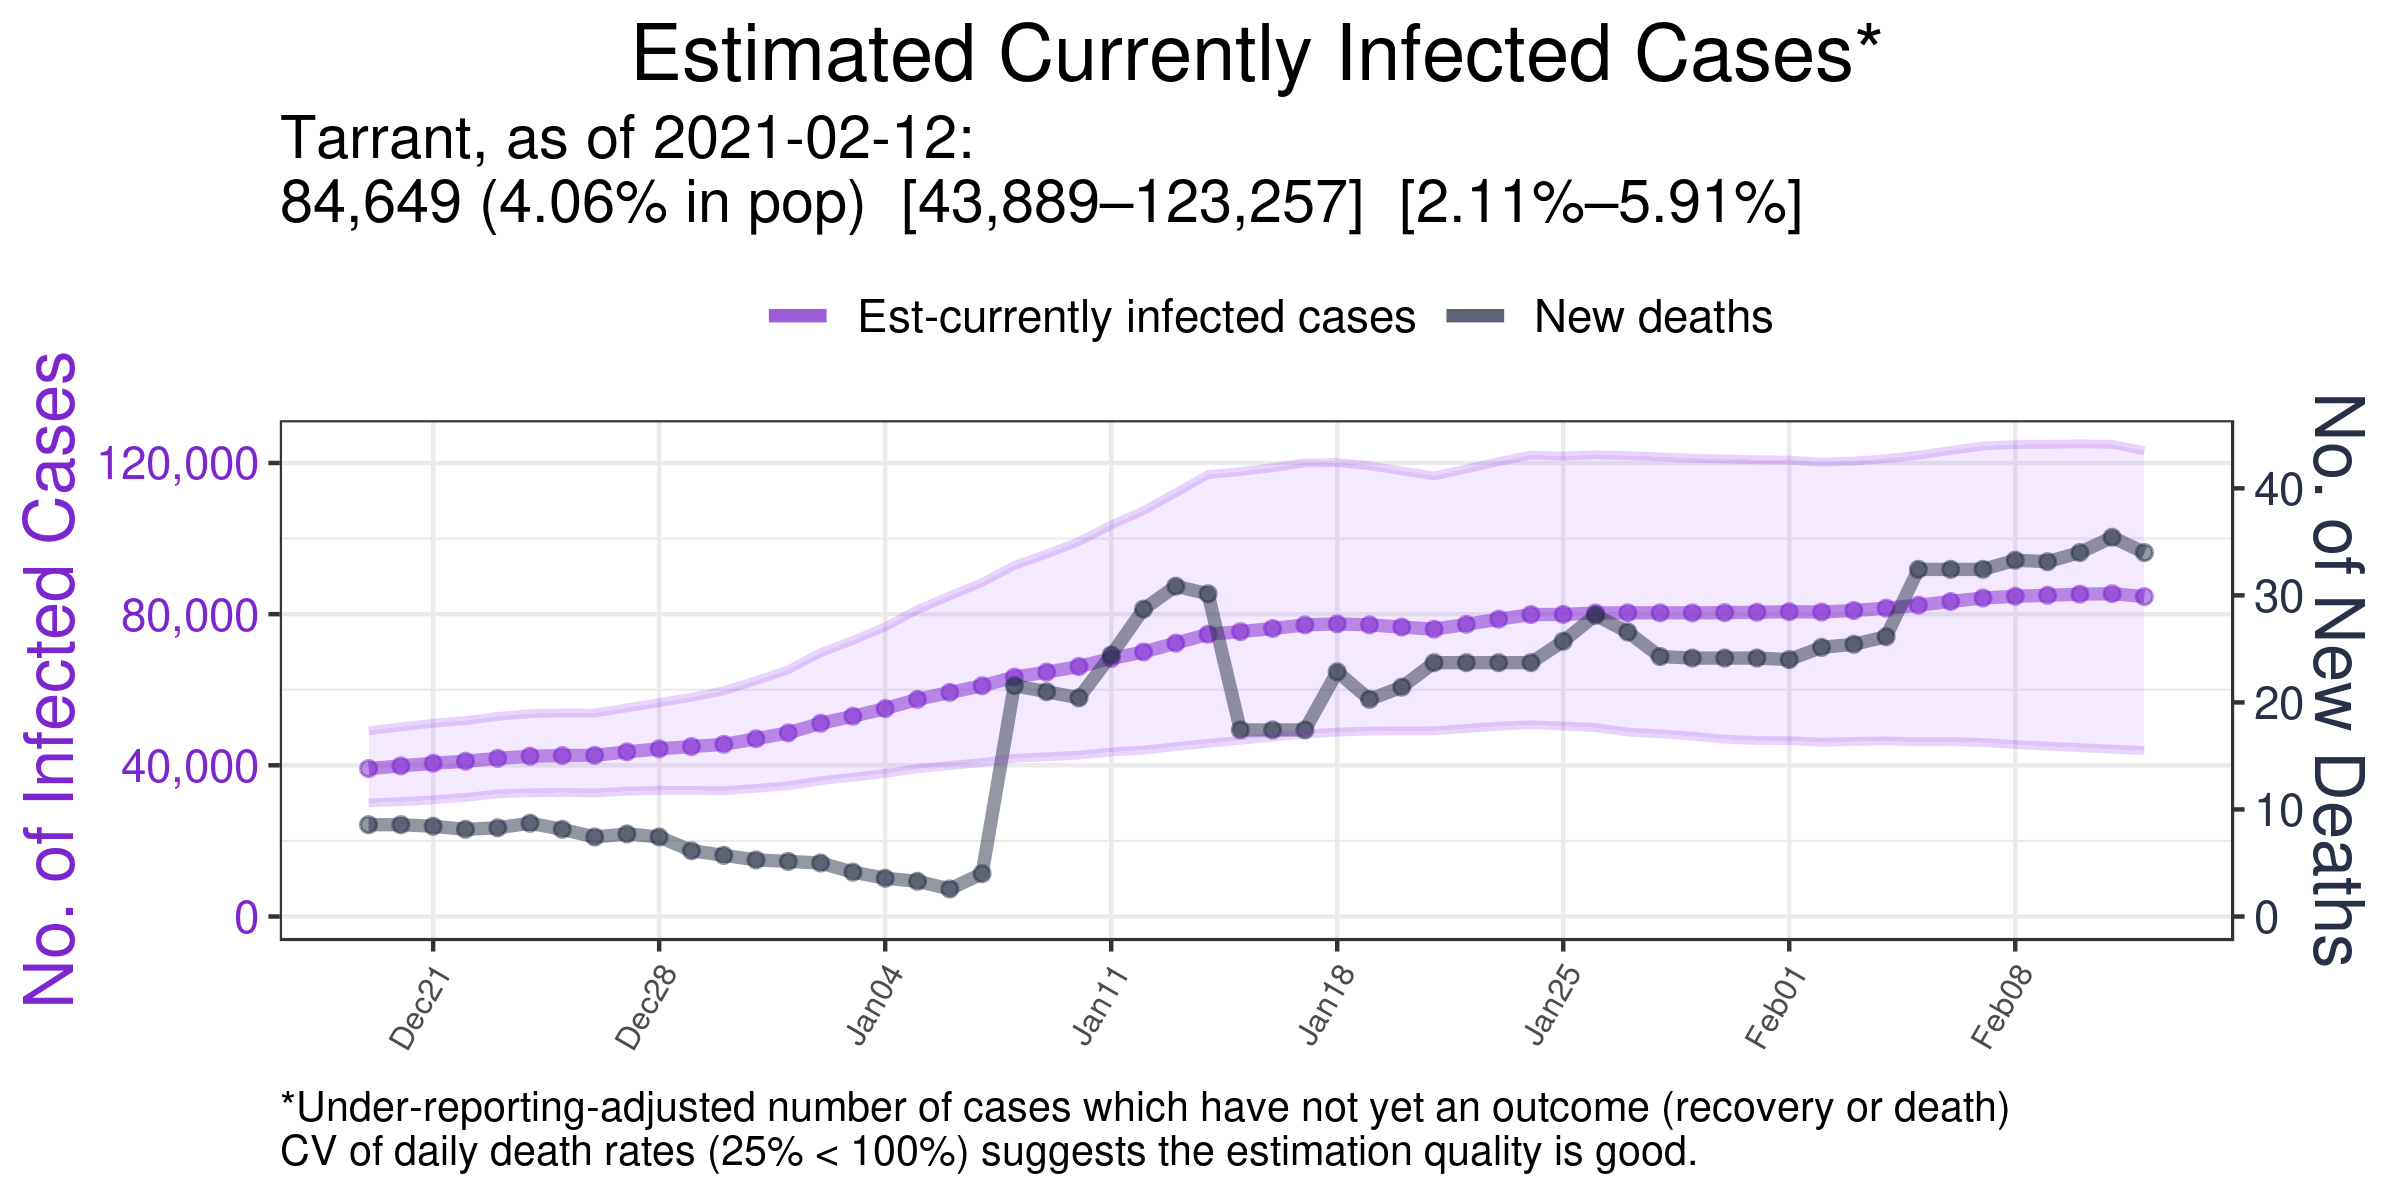 Estimated Currently Infected Cases*
Tarrant, as of 2021-02-12:
84,649 (4.06% in pop)  [43,889–123,257]  [2.11%–5.91%]
Est-currently infected cases
New deaths
No. of Infected Cases
120,000
80,000
40,000
0
No. of New Deaths
40
30
20
10
0
Dec21
Dec28
Jan04
Jan11
Jan18
Jan25
Feb01
Feb08
*Under-reporting-adjusted number of cases which have not yet an outcome (recovery or death)
CV of daily death rates (25% < 100%) suggests the estimation quality is good.